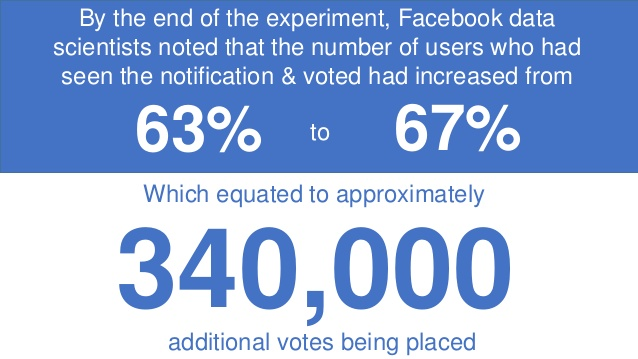 By the end of the experiment, Facebook data
scientists noted that the number of users who had
seen the notification & voted had increased from
63% to 67%
Which equated to approximately
340,000
additional votes being placed